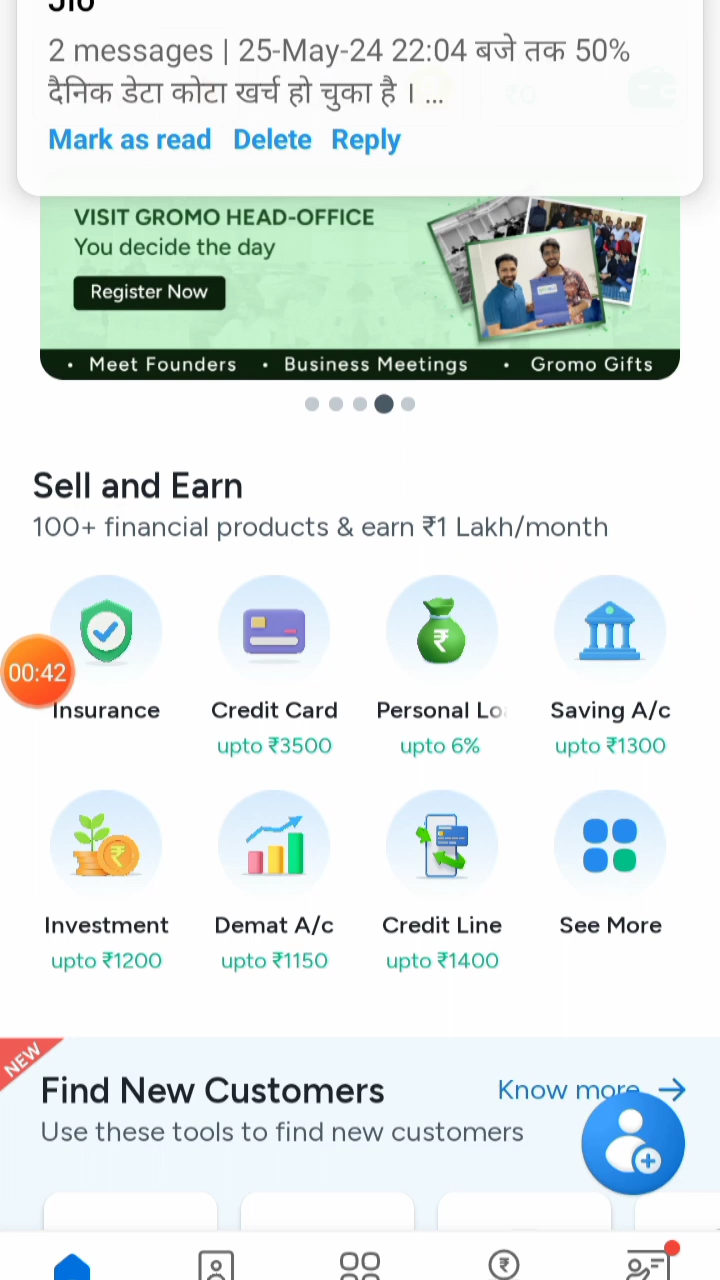 Jio
2 messages | 25-May-24 22:04 बजे तक 50%
दैनिक डेटा कोटा खर्च हो चुका है । ...
Mark as read Delete Reply
VISIT GROMO HEAD-OFFICE
You decide the day
Register Now
• Meet Founders • Business Meetings • Gromo Gifts
Sell and Earn
100+ financial products & earn ₹1 Lakh/month
00:42
Insurance Credit Card Personal Saving A/c
upto ₹3500 upto 6% upto ₹1300
Investment Demat A/c Credit Line See More
upto ₹1200 upto ₹1150 upto ₹1400
NEW
Find New Customers Know more
Use these tools to find new customers